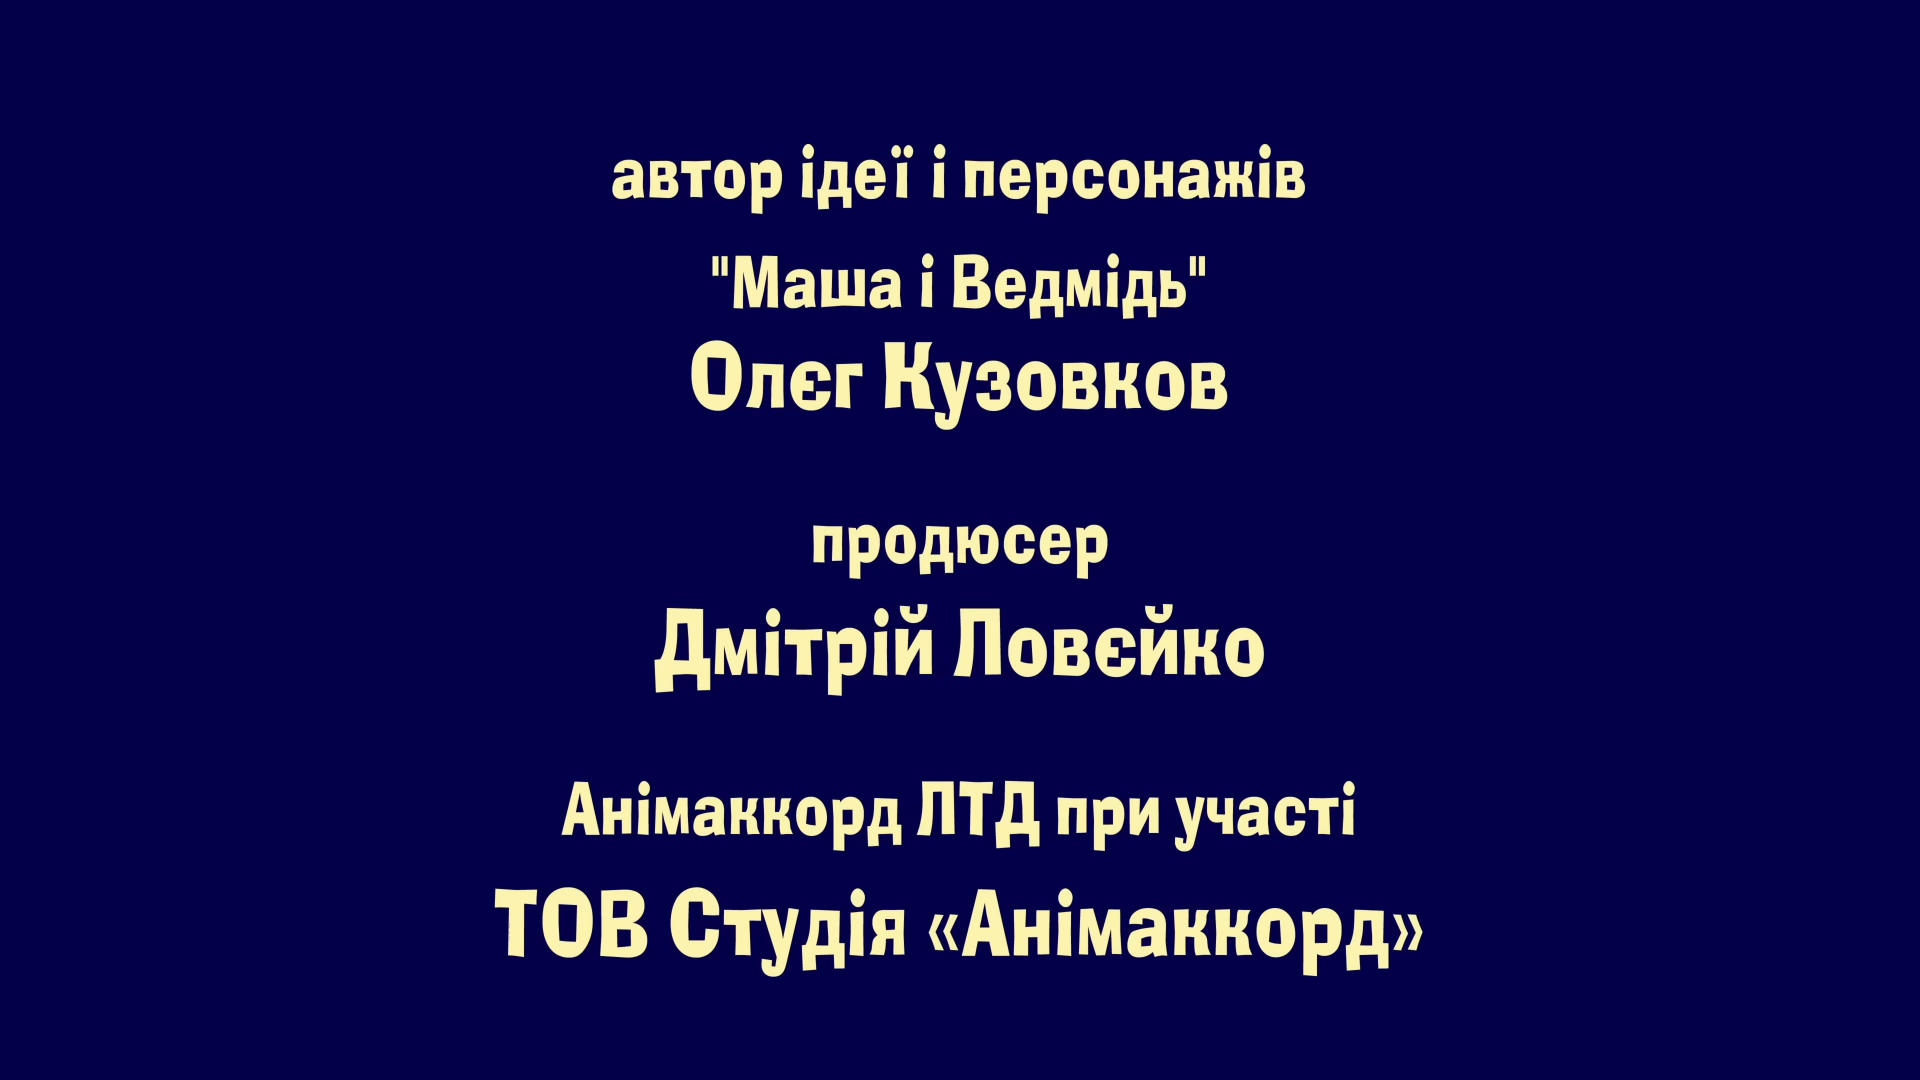 автор ідеї і персонажів
"Маша і Ведмідь"
Олєг Кузовков
продюсер
Дмітрій Ловєйко
Анімаккорд ЛТД при участі
ТОВ Студія «Анімаккорд»